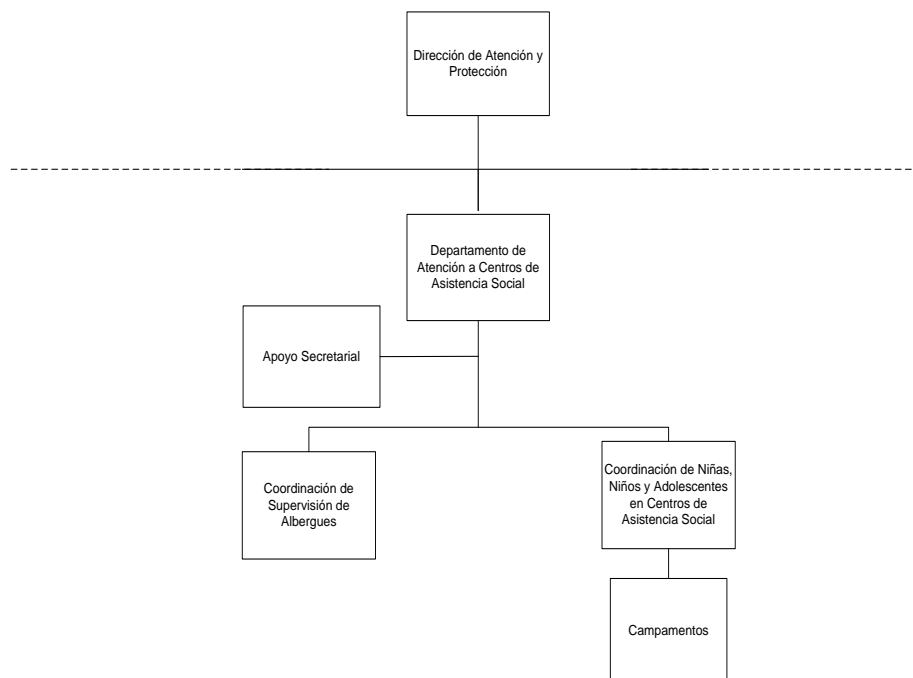 Dirección de Atención y
Protección
Departamento de
Atención a Centros de
Asistencia Social
Apoyo Secretarial
Coordinación de
Supervisión de
Albergues
Coordinación de Niñas,
Niños y Adolescentes
en Centros de
Asistencia Social
Campamentos